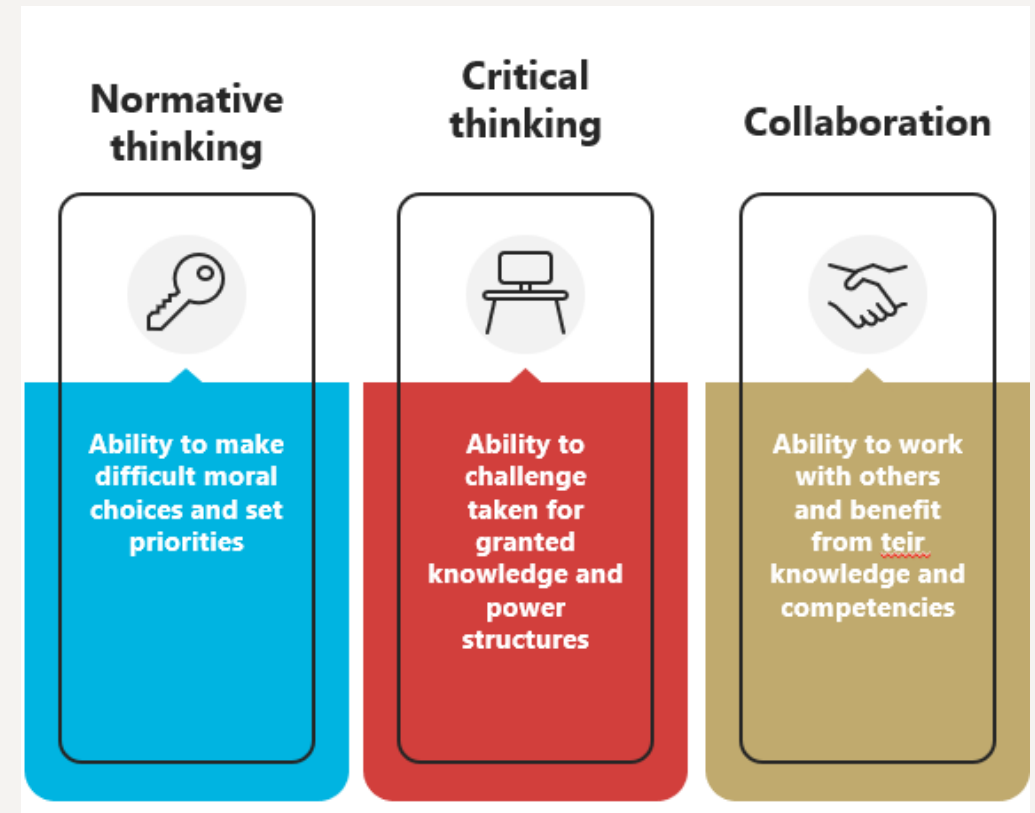 Normative
thinking
Critical
thinking
Collaboration
Ability to make
difficult moral
choices and set
priorities
Ability to
challenge
taken for
granted
knowledge and
power
structures
Ability to work
with others
and benefit
from teir
knowledge and
competencies